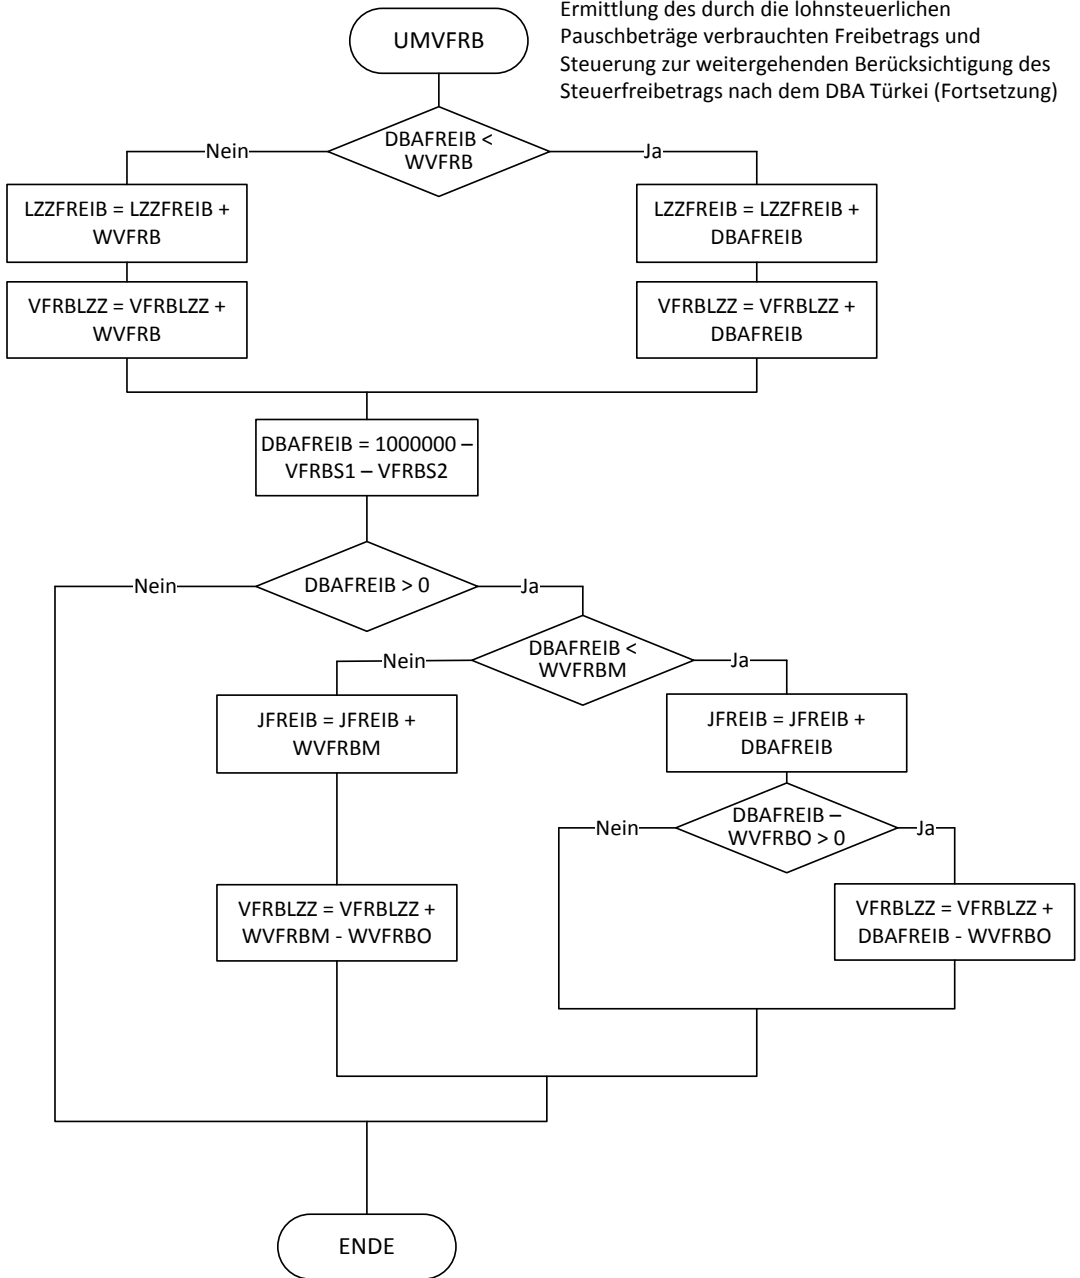 Ermittlung des durch die lohnsteuerlichen
Pauschbeträge verbrauchten Freibetrags und
Steuerung zur weitergehenden Berücksichtigung des
Steuerfreibetrags nach dem DBA Türkei (Fortsetzung)
UMVFRB
DBAFREIB <
WVFRB
Nein
Ja
LZZFREIB = LZZFREIB +
WVFRB
LZZFREIB = LZZFREIB +
DBAFREIB
VFRBLZZ = VFRBLZZ +
WVFRB
VFRBLZZ = VFRBLZZ +
DBAFREIB
DBAFREIB = 1000000 –
VFRBS1 – VFRBS2
DBAFREIB > 0
Nein
Ja
DBAFREIB <
WVFRBM
Nein
Ja
JFREIB = JFREIB +
WVFRBM
JFREIB = JFREIB +
DBAFREIB
DBAFREIB –
WVFRBO > 0
Nein
Ja
VFRBLZZ = VFRBLZZ +
WVFRBM - WVFRBO
VFRBLZZ = VFRBLZZ +
DBAFREIB - WVFRBO
ENDE